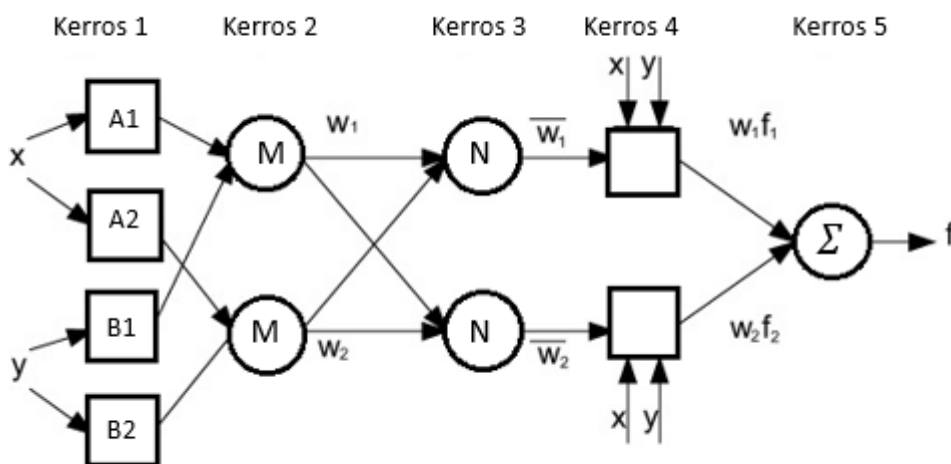 Kerros 1
Kerros 2
Kerros 3
Kerros 4
Kerros 5
x y
A1
w₁
w̅₁̅
w₁f₁
M
N
x
A2
Σ
f
B1
M
N
w₂
w̅₂̅
w₂f₂
y
B2
x y